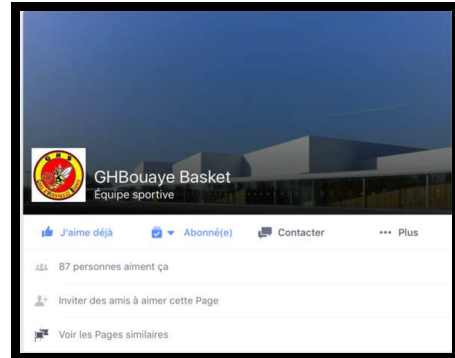 GHB
GHBouaye Basket
Équipe sportive
J'aime déjà
Abonné(e)
Contacter
••• Plus
87 personnes aiment ça
Inviter des amis à aimer cette Page
Voir les Pages similaires